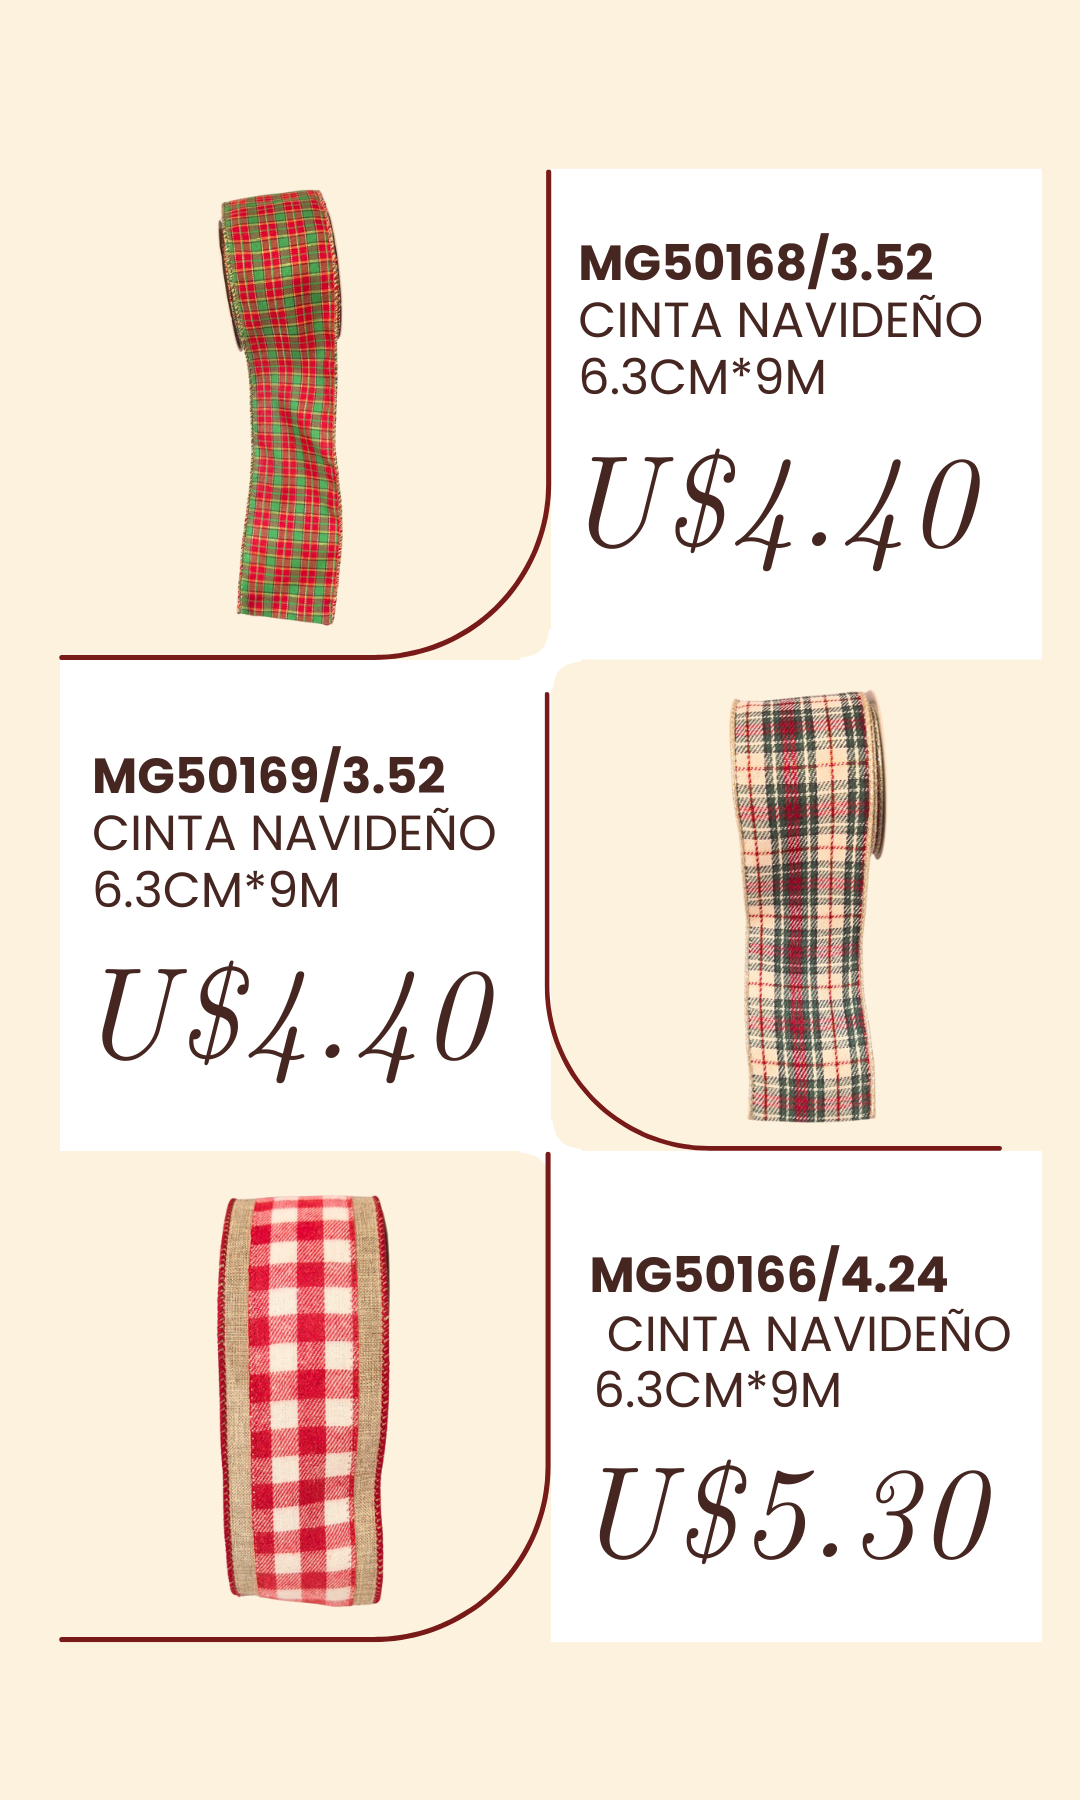 MG50168/3.52
CINTA NAVIDEÑO
6.3CM*9M
U$4.40
MG50169/3.52
CINTA NAVIDEÑO
6.3CM*9M
U$4.40
MG50166/4.24
CINTA NAVIDEÑO
6.3CM*9M
U$5.30